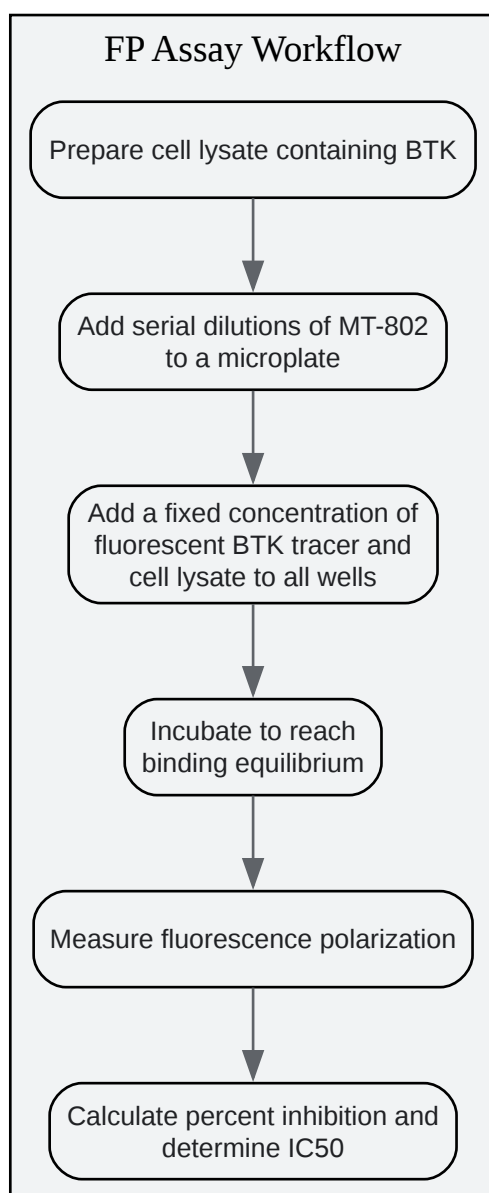 FP Assay Workflow
Prepare cell lysate containing BTK
Add serial dilutions of MT-802
to a microplate
Add a fixed concentration of
fluorescent BTK tracer and
cell lysate to all wells
Incubate to reach
binding equilibrium
Measure fluorescence polarization
Calculate percent inhibition and
determine IC50